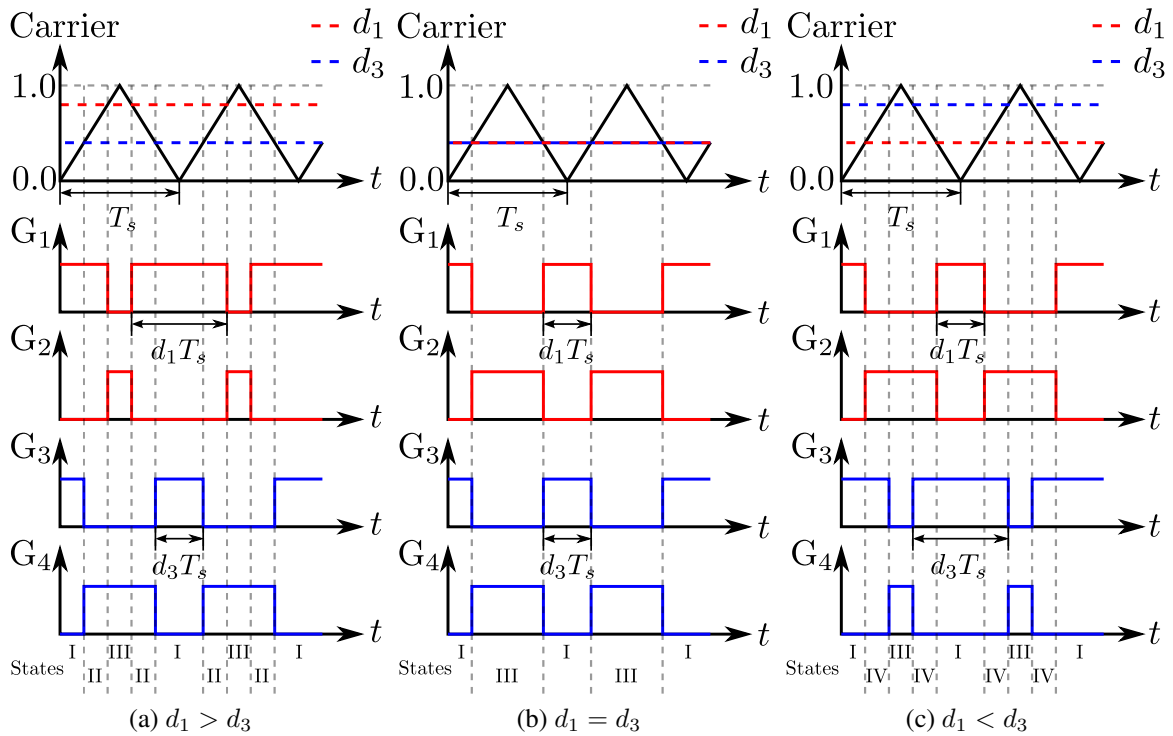 Carrier
d₁
d₃
1.0
0.0
t
Tₛ
G₁
t
d₁Tₛ
G₂
t
G₃
t
d₃Tₛ
G₄
t
States
I III I III I
II II II II
(a) d₁ > d₃
Carrier
d₁
d₃
1.0
0.0
t
Tₛ
G₁
t
d₁Tₛ
G₂
t
G₃
t
d₃Tₛ
G₄
t
States
I I I
III III
(b) d₁ = d₃
Carrier
d₁
d₃
1.0
0.0
t
Tₛ
G₁
t
d₁Tₛ
G₂
t
G₃
t
d₃Tₛ
G₄
t
States
I III I III I
IV IV IV IV
(c) d₁ < d₃